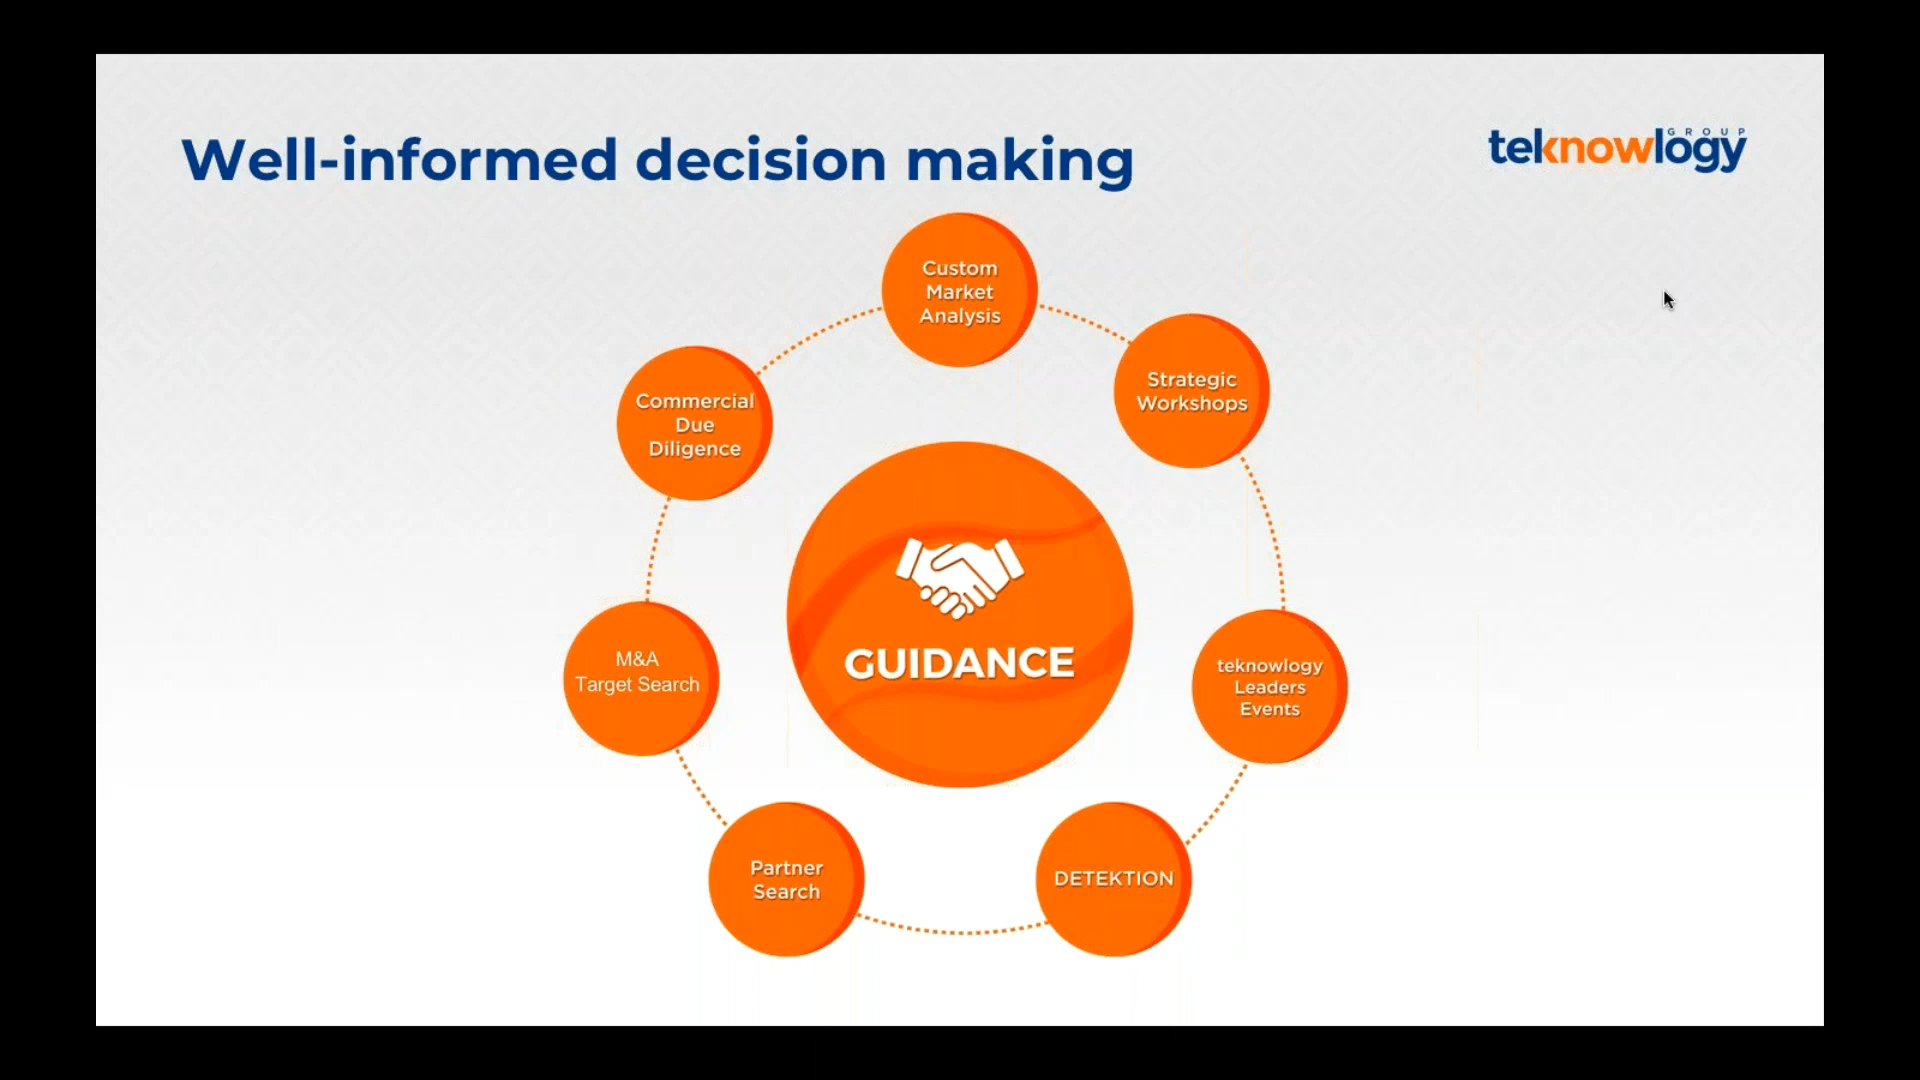 Well-informed decision making
GROUP
teknowlogy
Custom
Market
Analysis
Strategic
Workshops
Commercial
Due
Diligence
GUIDANCE
M&A
Target Search
teknowlogy
Leaders
Events
Partner
Search
DETEKTION